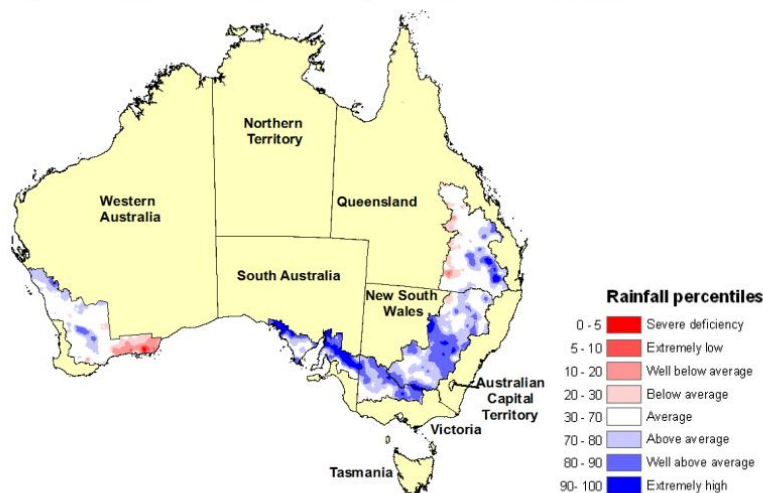 Northern
Territory
Western
Australia
Queensland
South Australia
New South
Wales
Australian
Capital
Territory
Victoria
Tasmania
Rainfall percentiles
0 - 5 Severe deficiency
5 - 10 Extremely low
10 - 20 Well below average
20 - 30 Below average
30 - 70 Average
70 - 80 Above average
80 - 90 Well above average
90- 100 Extremely high